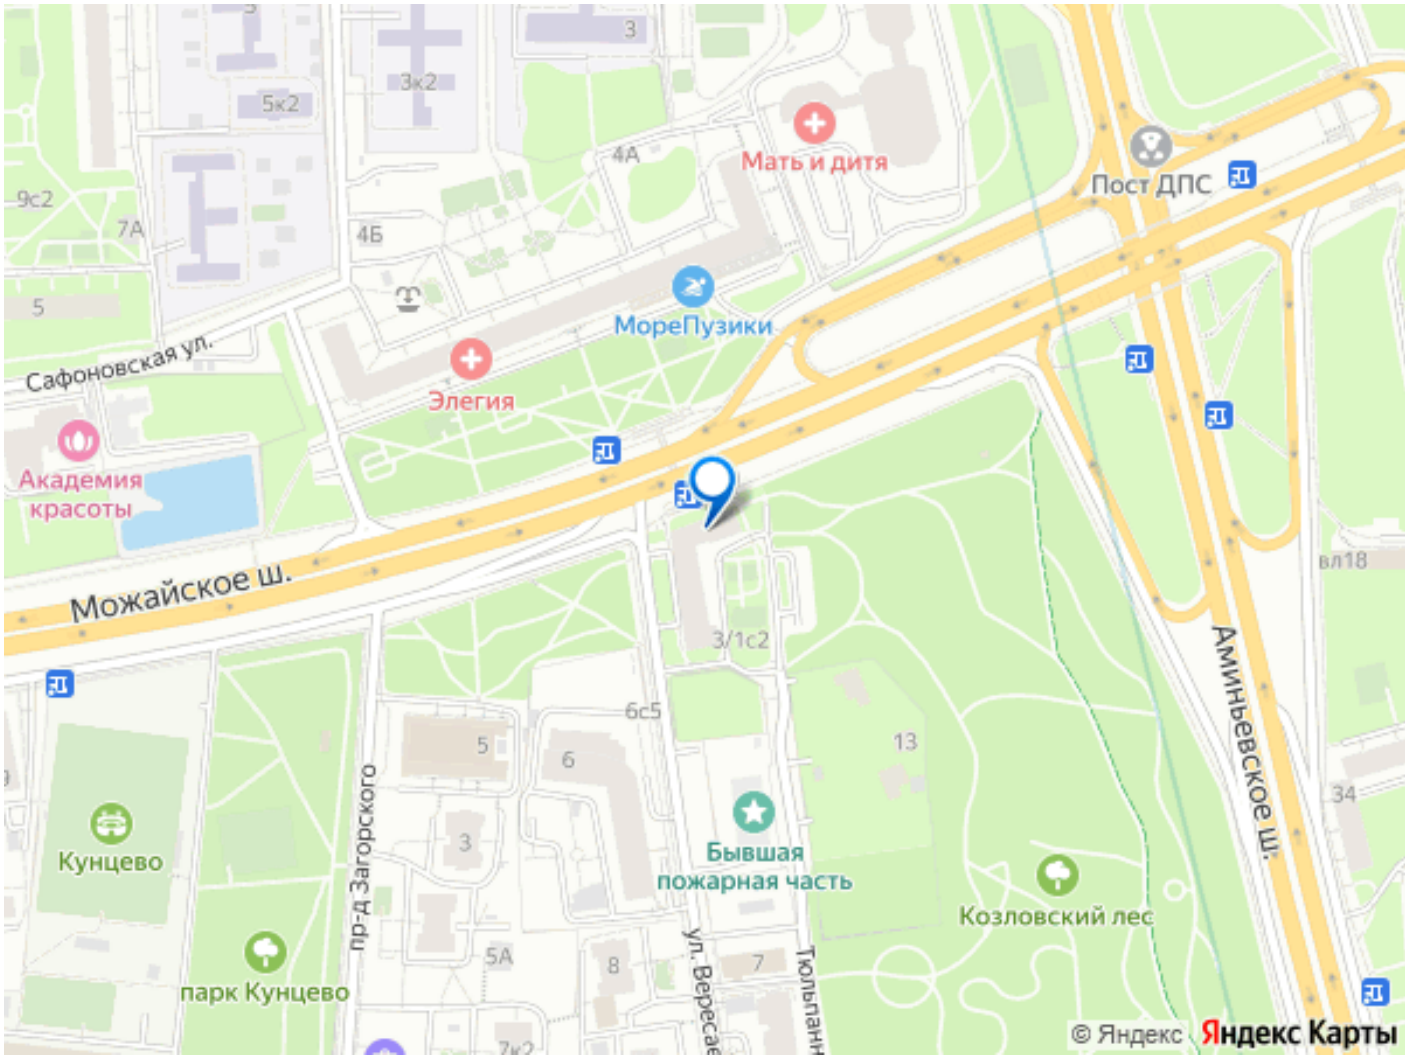 5
3
3к2
5к2
4А
Мать и дитя
Пост ДПС
9с2
7А
4Б
5
МореПузики
Сафоновская ул.
Элегия
Академия
красоты
Можайское ш.
вл18
3/1с2
Аминьевское ш.
6с5
5
6
13
34
9
пр-д Загорского
3
Кунцево
Бывшая
пожарная часть
Козловский лес
ул. Вересае
Тюльпанн
5А
8
7
парк Кунцево
7к2
© Яндекс Яндекс Карты